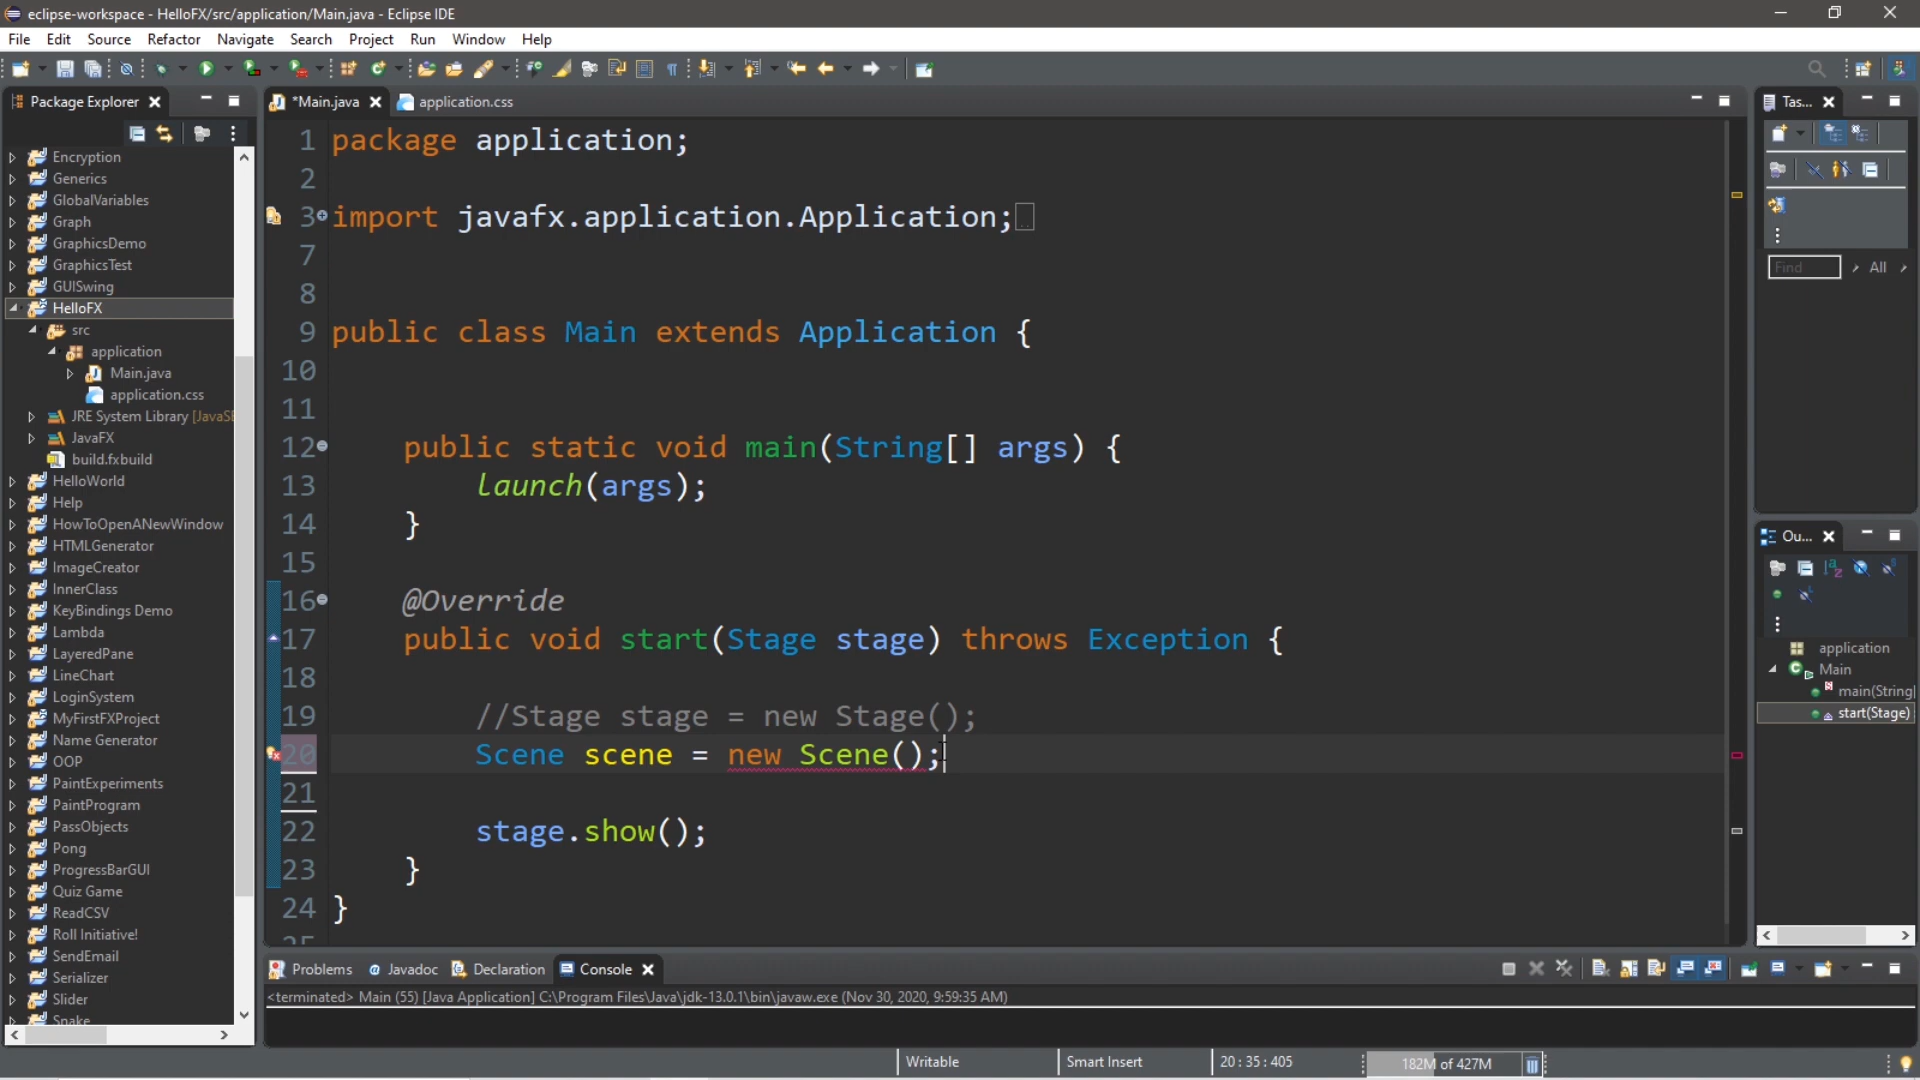 eclipse-workspace - HelloFX/src/application/Main.java - Eclipse IDE
File Edit Source Refactor Navigate Search Project Run Window Help
Package Explorer
Encryption
Generics
GlobalVariables
Graph
GraphicsDemo
GraphicsTest
GUISwing
HelloFX
src
application
Main.java
application.css
JRE System Library [JavaSE
JavaFX
build.fxbuild
HelloWorld
Help
HowToOpenANewWindow
HTMLGenerator
ImageCreator
InnerClass
KeyBindings Demo
Lambda
LayeredPane
LineChart
LoginSystem
MyFirstFXProject
Name Generator
OOP
PaintExperiments
PaintProgram
PassObjects
Pong
ProgressBarGUI
Quiz Game
ReadCSV
Roll Initiative!
SendEmail
Serializer
Slider
Snake
*Main.java application.css
1 package application;
2
3 import javafx.application.Application;
7
8
9 public class Main extends Application {
10
11
12 public static void main(String[] args) {
13 launch(args);
14 }
15
16 @Override
17 public void start(Stage stage) throws Exception {
18
19 //Stage stage = new Stage();
20 Scene scene = new Scene();
21
22 stage.show();
23 }
24 }
25
Tas...
Find All
Ou...
application
Main
main(String[
start(Stage)
Problems Javadoc Declaration Console
<terminated> Main (55) [Java Application] C:\Program Files\Java\jdk-13.0.1\bin\javaw.exe (Nov 30, 2020, 9:59:35 AM)
Writable Smart Insert 20 : 35 : 405 182M of 427M